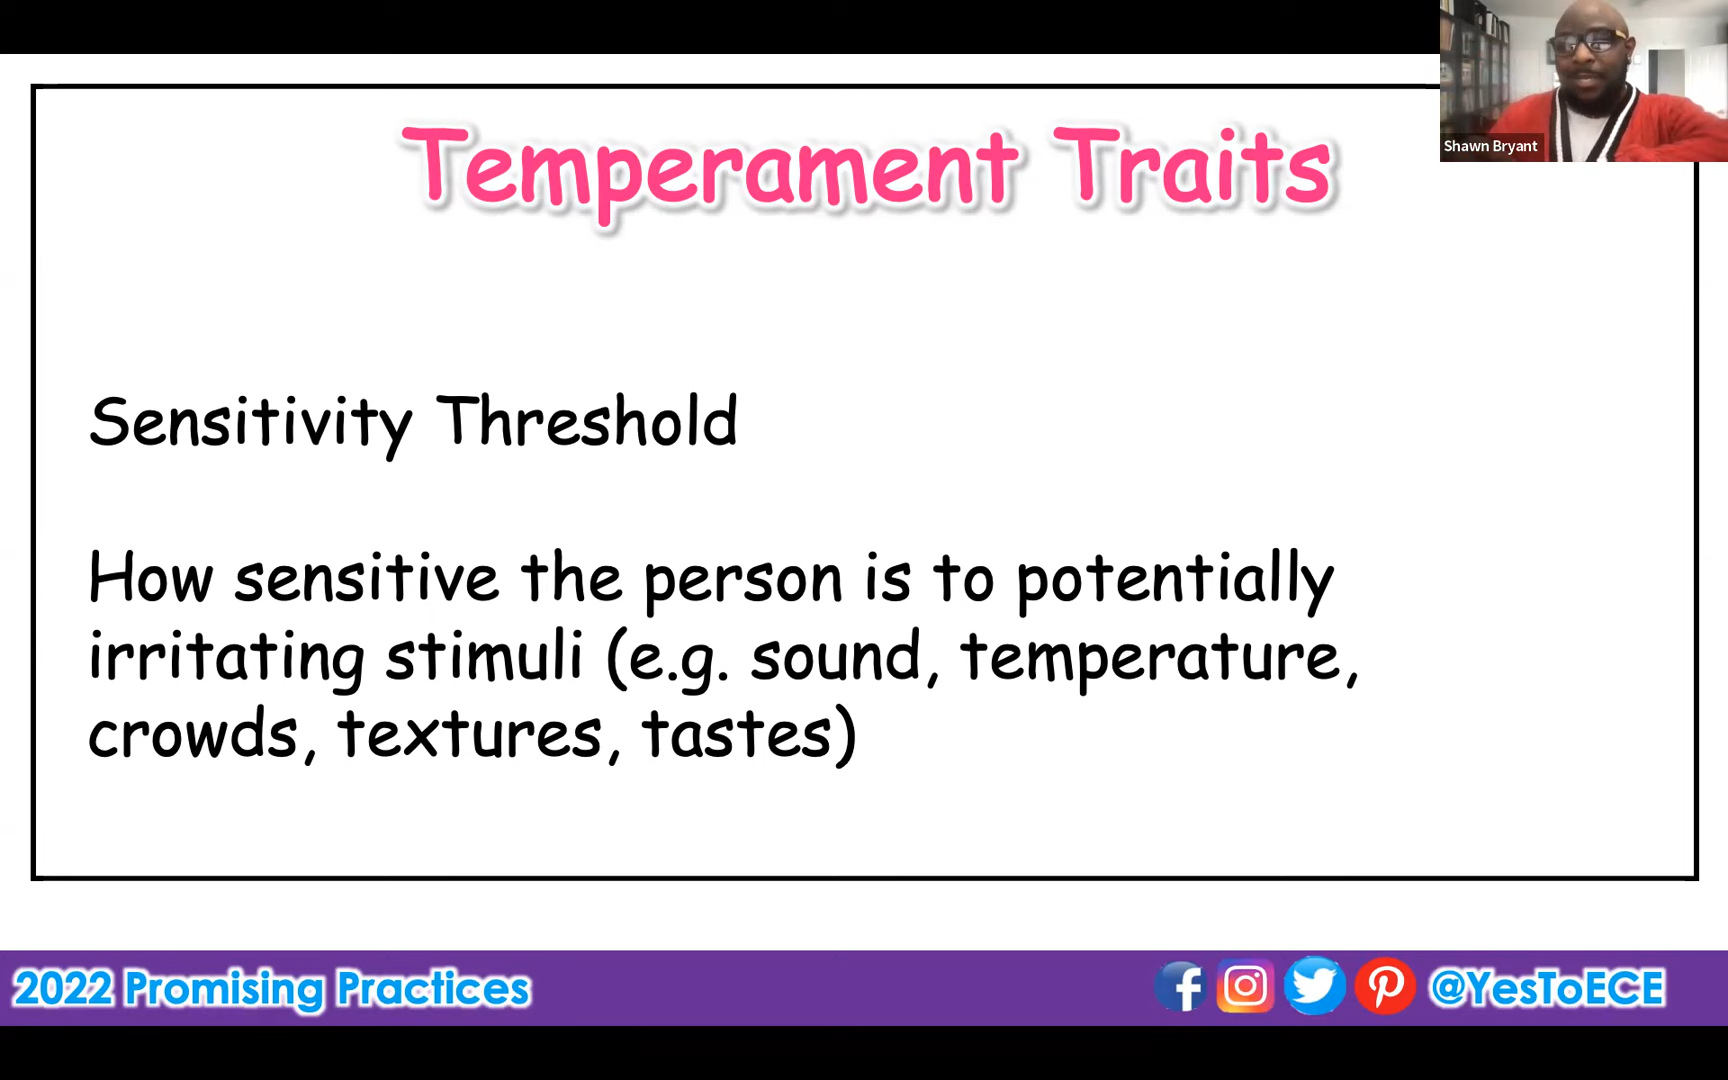 Temperament Traits
Shawn Bryant
Sensitivity Threshold
How sensitive the person is to potentially
irritating stimuli (e.g. sound, temperature,
crowds, textures, tastes)
2022 Promising Practices
@YesToECE